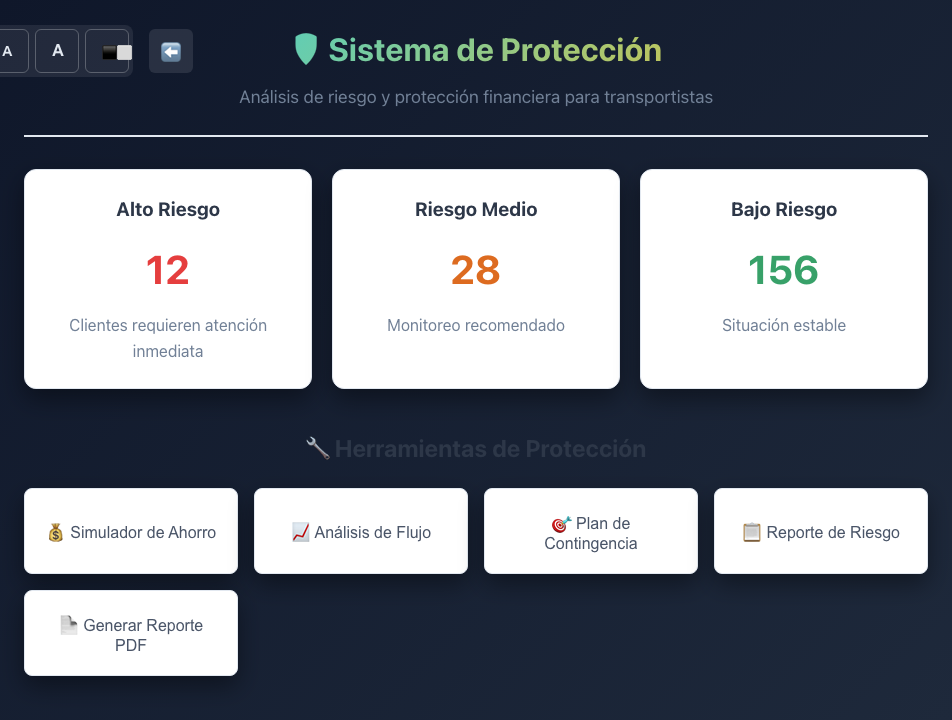 A A
Sistema de Protección
Análisis de riesgo y protección financiera para transportistas
Alto Riesgo
12
Clientes requieren atención
inmediata
Riesgo Medio
28
Monitoreo recomendado
Bajo Riesgo
156
Situación estable
Herramientas de Protección
Simulador de Ahorro
Análisis de Flujo
Plan de
Contingencia
Reporte de Riesgo
Generar Reporte
PDF